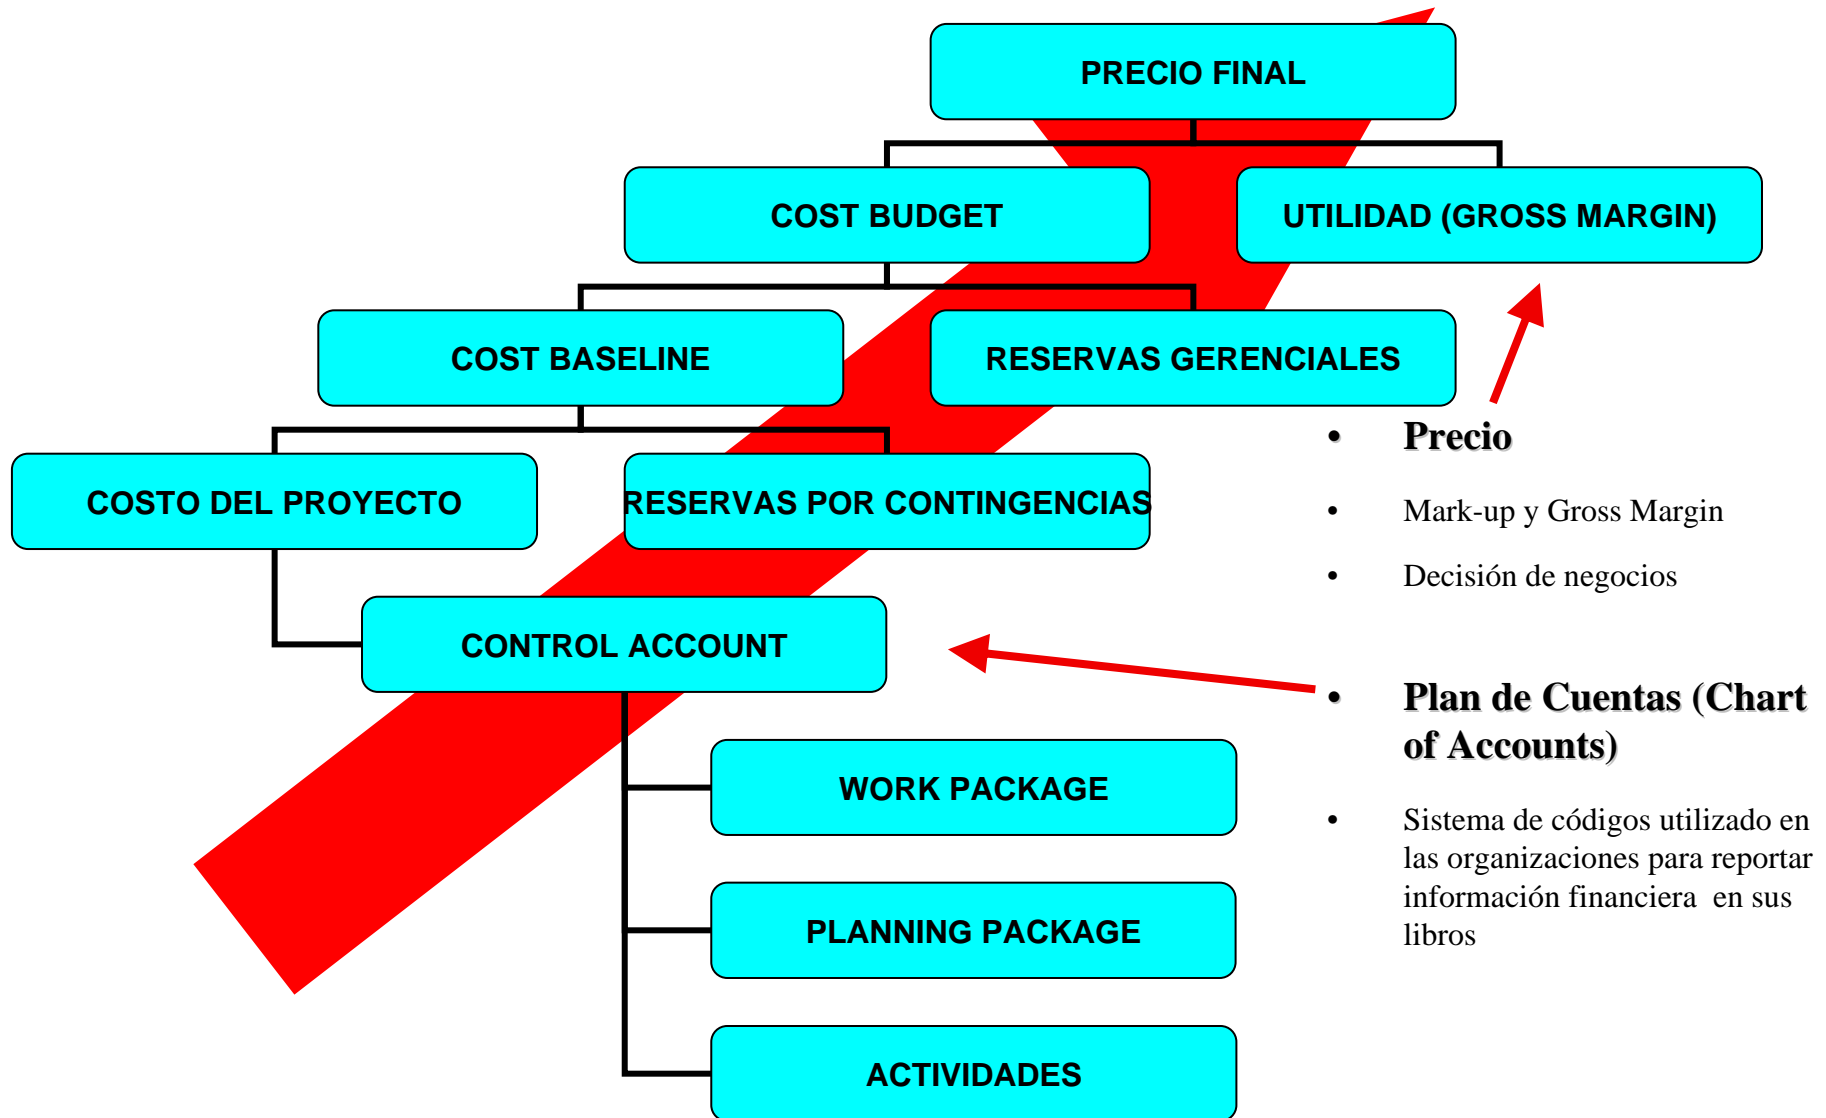 PRECIO FINAL
COST BUDGET
UTILIDAD (GROSS MARGIN)
COST BASELINE
RESERVAS GERENCIALES
COSTO DEL PROYECTO
RESERVAS POR CONTINGENCIAS
CONTROL ACCOUNT
WORK PACKAGE
PLANNING PACKAGE
ACTIVIDADES
• Precio
• Mark-up y Gross Margin
• Decisión de negocios
• Plan de Cuentas (Chart
of Accounts)
• Sistema de códigos utilizado en
las organizaciones para reportar
información financiera en sus
libros